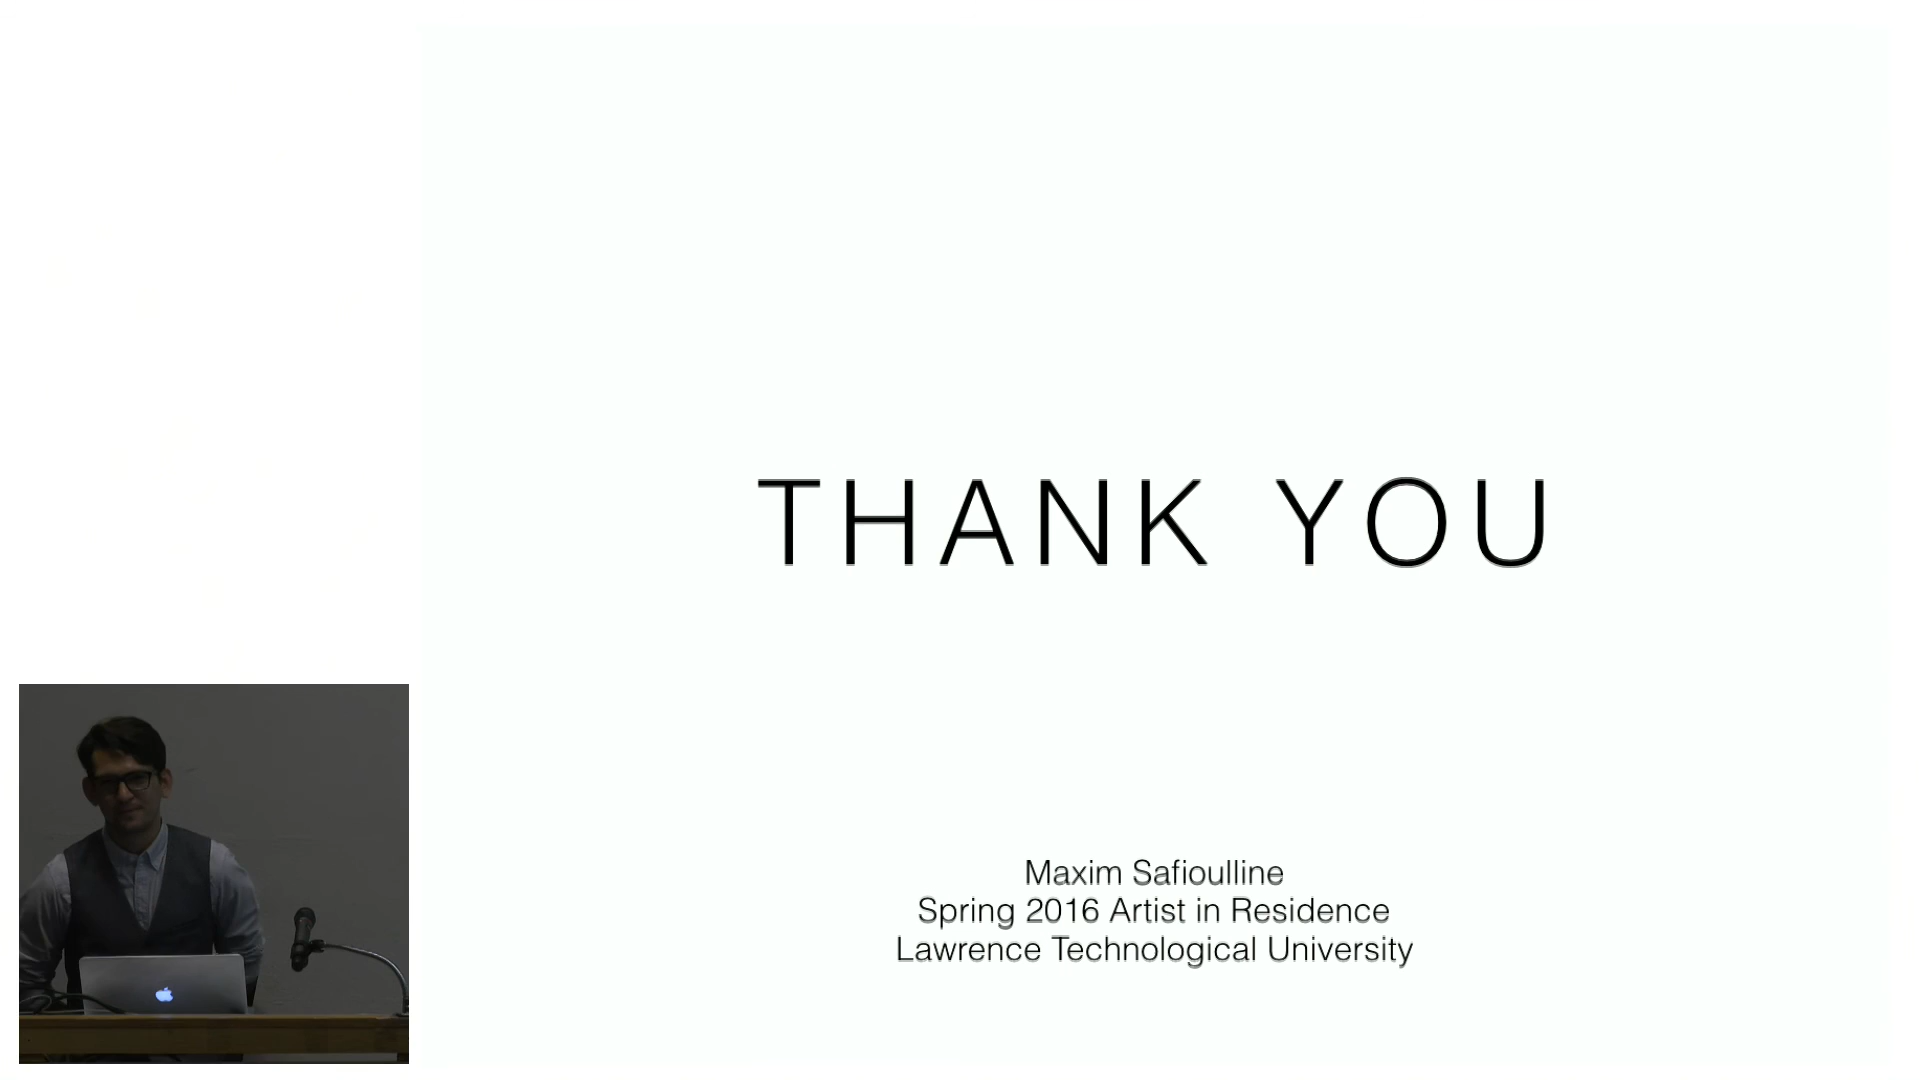 THANK YOU
Maxim Safioulline
Spring 2016 Artist in Residence
Lawrence Technological University